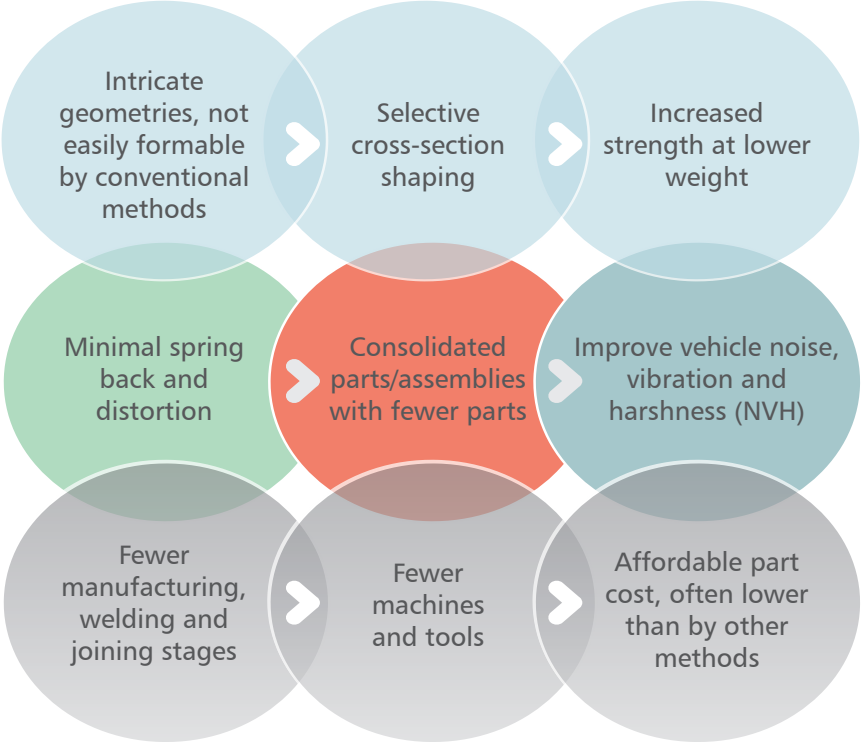 Intricate
geometries, not
easily formable
by conventional
methods
Selective
cross-section
shaping
Increased
strength at lower
weight
Minimal spring
back and
distortion
Consolidated
parts/assemblies
with fewer parts
Improve vehicle noise,
vibration and
harshness (NVH)
Fewer
manufacturing,
welding and
joining stages
Fewer
machines
and tools
Affordable part
cost, often lower
than by other
methods